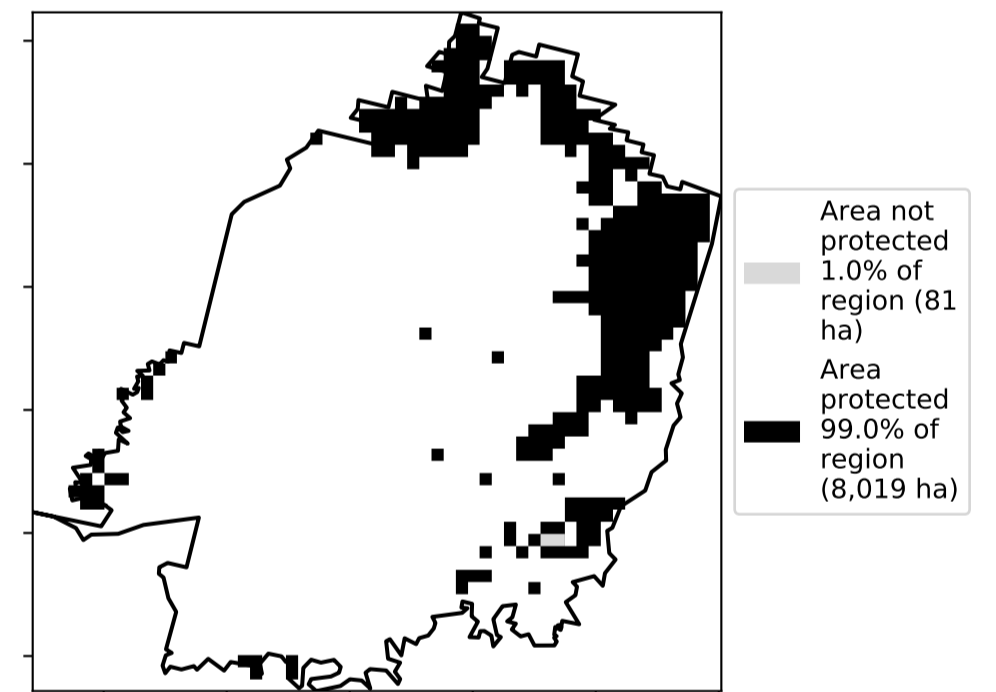 Area not
protected
1.0% of
region (81
ha)
Area
protected
99.0% of
region
(8,019 ha)